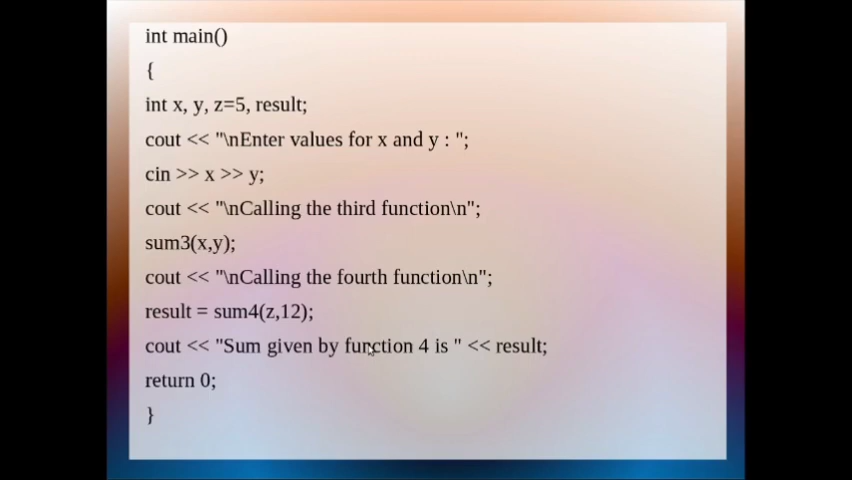 int main()
{
int x, y, z=5, result;
cout << "\nEnter values for x and y : ";
cin >> x >> y;
cout << "\nCalling the third function\n";
sum3(x,y);
cout << "\nCalling the fourth function\n";
result = sum4(z,12);
cout << "Sum given by function 4 is " << result;
return 0;
}